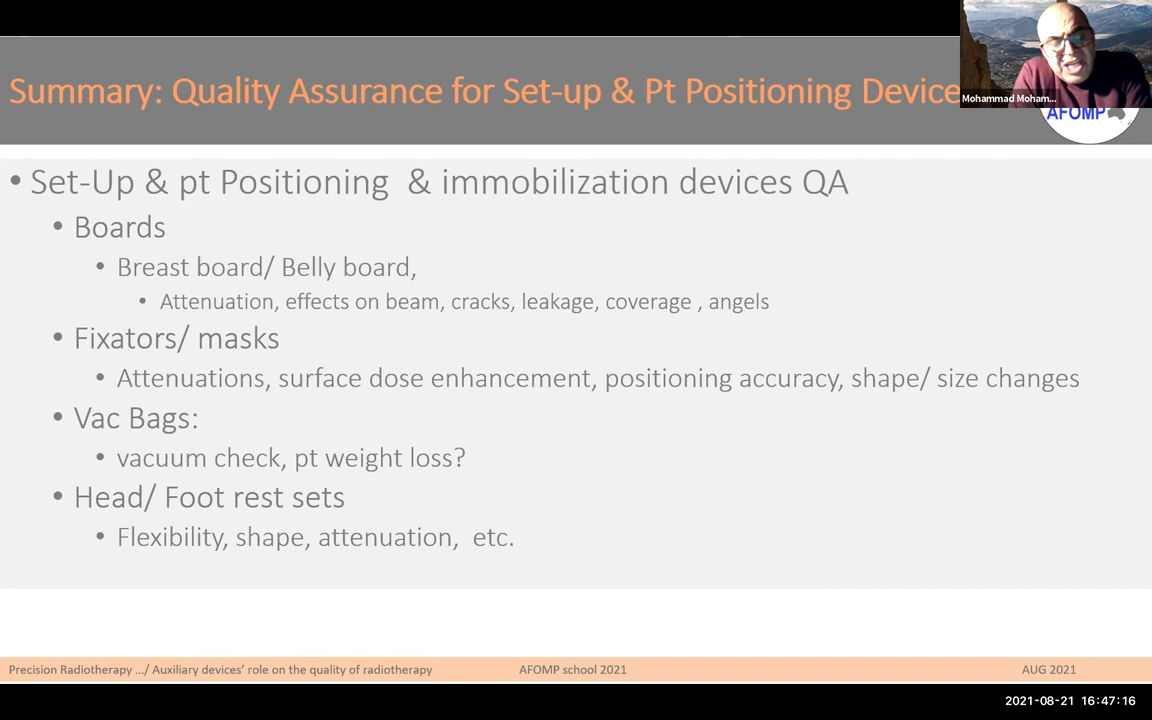 Summary: Quality Assurance for Set-up & Pt Positioning Device
Mohammad Moham...
AFOMP
• Set-Up & pt Positioning & immobilization devices QA
• Boards
• Breast board/ Belly board,
• Attenuation, effects on beam, cracks, leakage, coverage , angels
• Fixators/ masks
• Attenuations, surface dose enhancement, positioning accuracy, shape/ size changes
• Vac Bags:
• vacuum check, pt weight loss?
• Head/ Foot rest sets
• Flexibility, shape, attenuation, etc.
Precision Radiotherapy .../ Auxiliary devices' role on the quality of radiotherapy
AFOMP school 2021
AUG 2021
2021-08-21 16:47:16